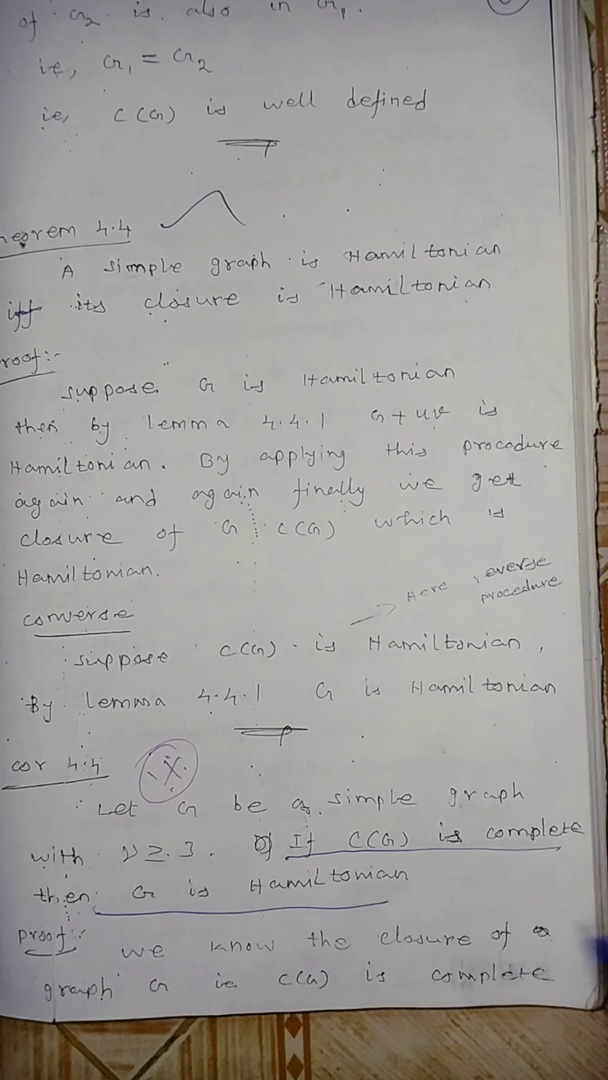 of G2 is also in G1.
ie, G1 = G2
ie, C(G) is well defined
heorem 4.4
A simple graph is Hamiltonian
iff its closure is Hamiltonian
roof:-
suppose G is Hamiltonian
then by lemma 4.4.1 G+uv is
Hamiltonian. By applying this procedure
again and again finally we get
closure of G C(G) which is
Hamiltonian.
Here reverse
procedure
converse
suppose C(G) is Hamiltonian,
By lemma 4.4.1 G is Hamiltonian
cor 4.4
Let G be a simple graph
with ν ≥ 3. If C(G) is complete
then G is Hamiltonian
Proof:-
we know the closure of a
graph G ie C(G) is complete